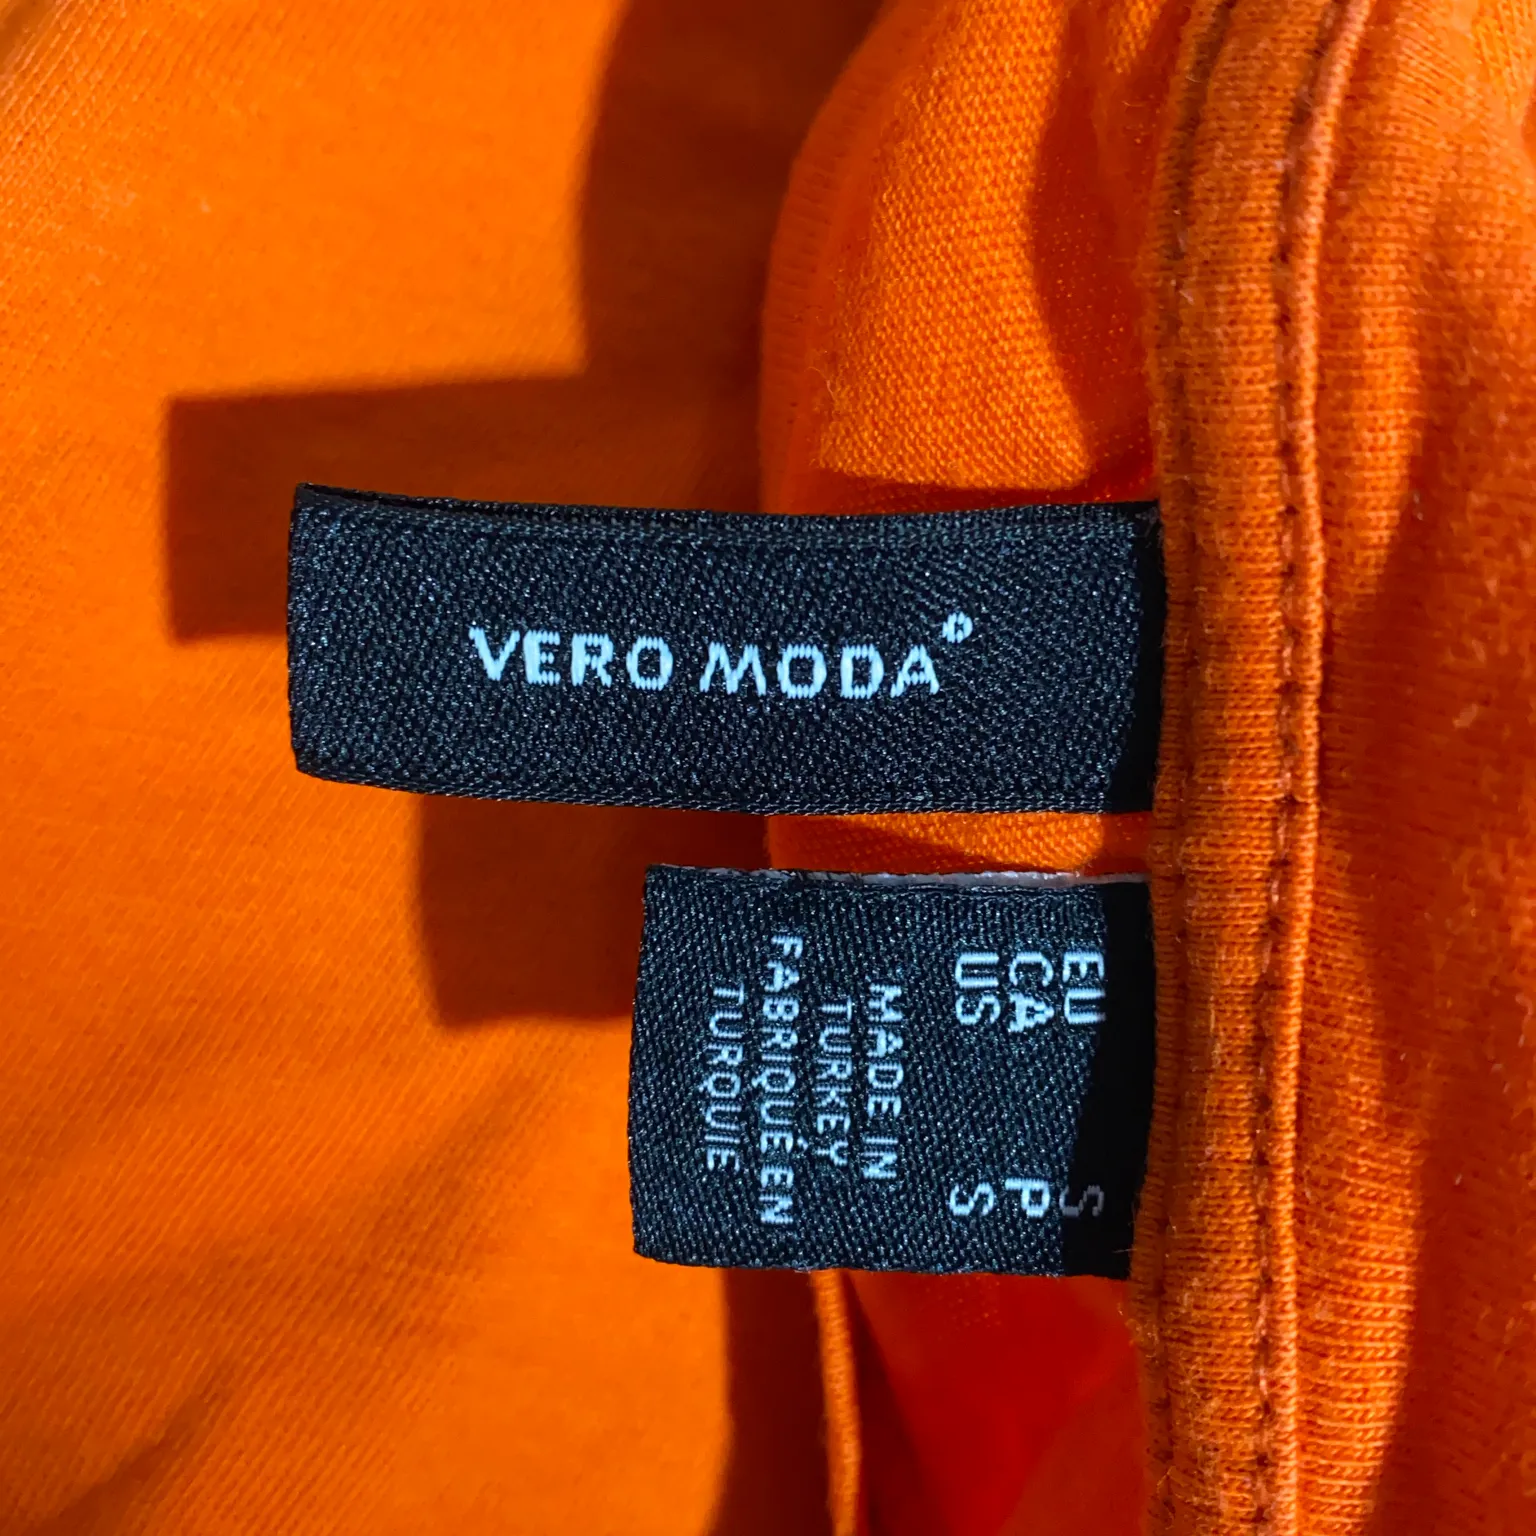 VERO MODA®
EU S
CA P
US S
MADE IN
TURKEY
FABRIQUÉ EN
TURQUIE